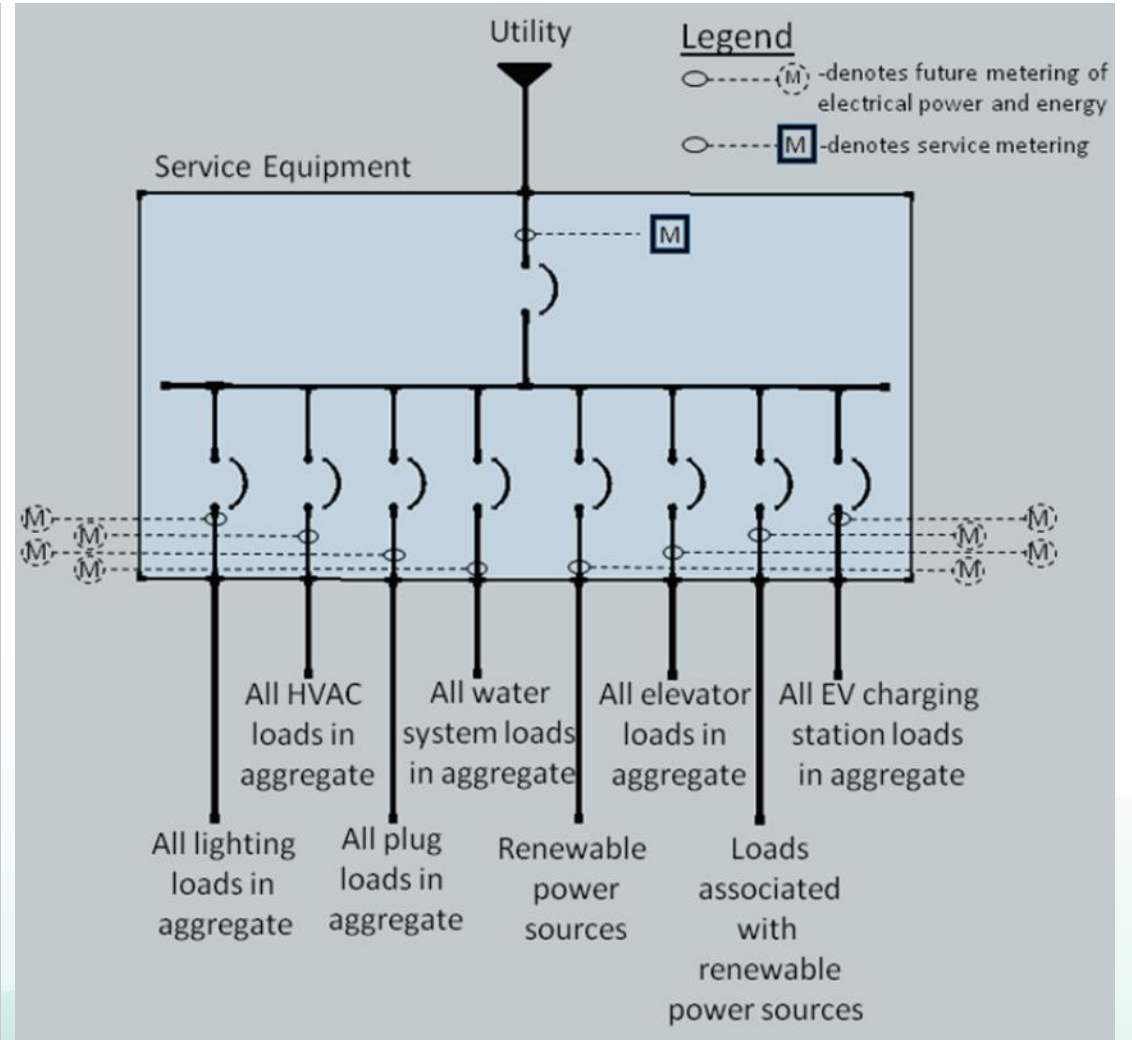 Utility
Legend
M -denotes future metering of
electrical power and energy
M -denotes service metering
Service Equipment
M
M
M
M
M
M
M
M
M
All HVAC
loads in
aggregate
All water
system loads
in aggregate
All elevator
loads in
aggregate
All EV charging
station loads
in aggregate
All lighting
loads in
aggregate
All plug
loads in
aggregate
Renewable
power
sources
Loads
associated
with
renewable
power sources